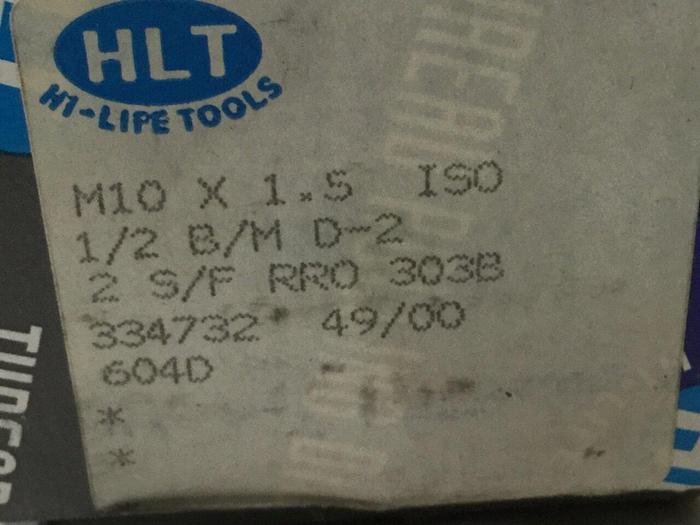 HLT
HI-LIFE TOOLS
M10 X 1.5 ISO
1/2 B/M D-2
2 S/F RRO 303B
334732 49/00
604D
*
*